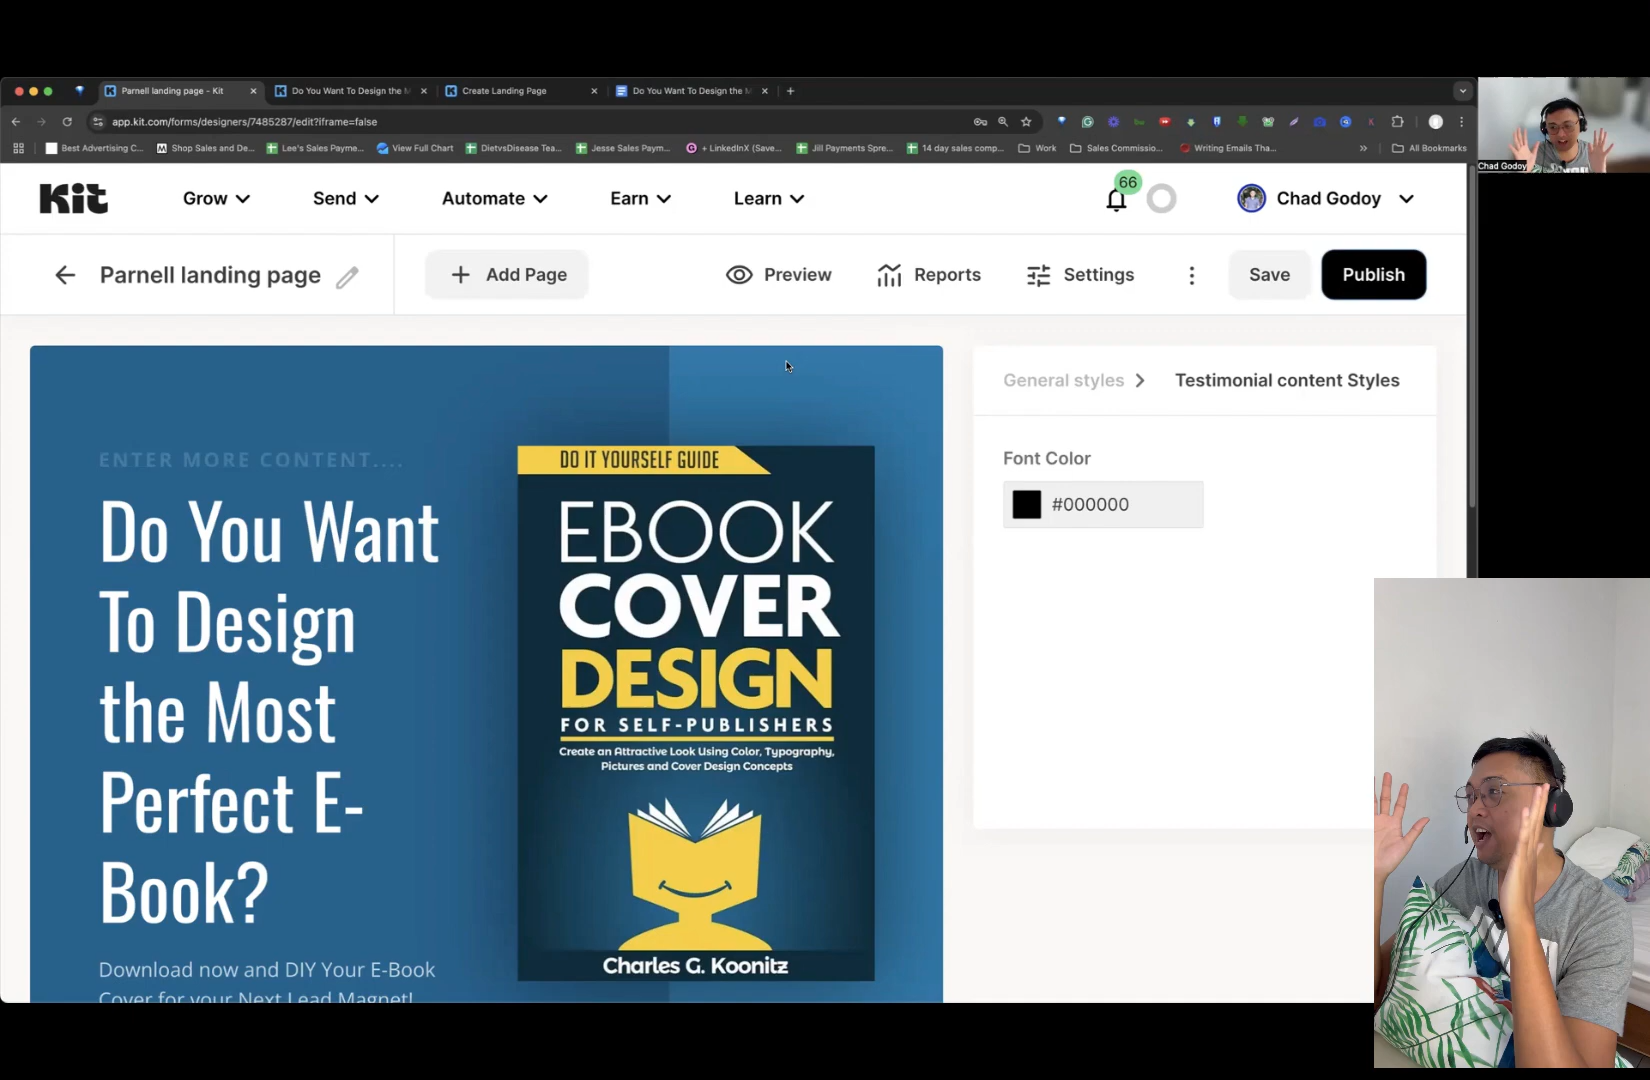 Parnell landing page - Kit
Do You Want To Design the M
Create Landing Page
Do You Want To Design the M
app.kit.com/forms/designers/7485287/edit?iframe=false
Best Advertising C...
Shop Sales and De...
Lee's Sales Payme...
View Full Chart
DietvsDisease Tea...
Jesse Sales Paym...
+ LinkedinX (Save...
Jill Payments Spre...
14 day sales comp...
Work
Sales Commissio...
Writing Emails Tha...
All Bookmarks
Chad Godoy
Kit
Grow
Send
Automate
Earn
Learn
66
Chad Godoy
Parnell landing page
Add Page
Preview
Reports
Settings
Save
Publish
General styles
Testimonial content Styles
Font Color
#000000
ENTER MORE CONTENT....
Do You Want
To Design
the Most
Perfect E-
Book?
Download now and DIY Your E-Book
Cover for your Next Lead Magnet!
DO IT YOURSELF GUIDE
EBOOK
COVER
DESIGN
FOR SELF-PUBLISHERS
Create an Attractive Look Using Color, Typography,
Pictures and Cover Design Concepts
Charles G. Koonitz